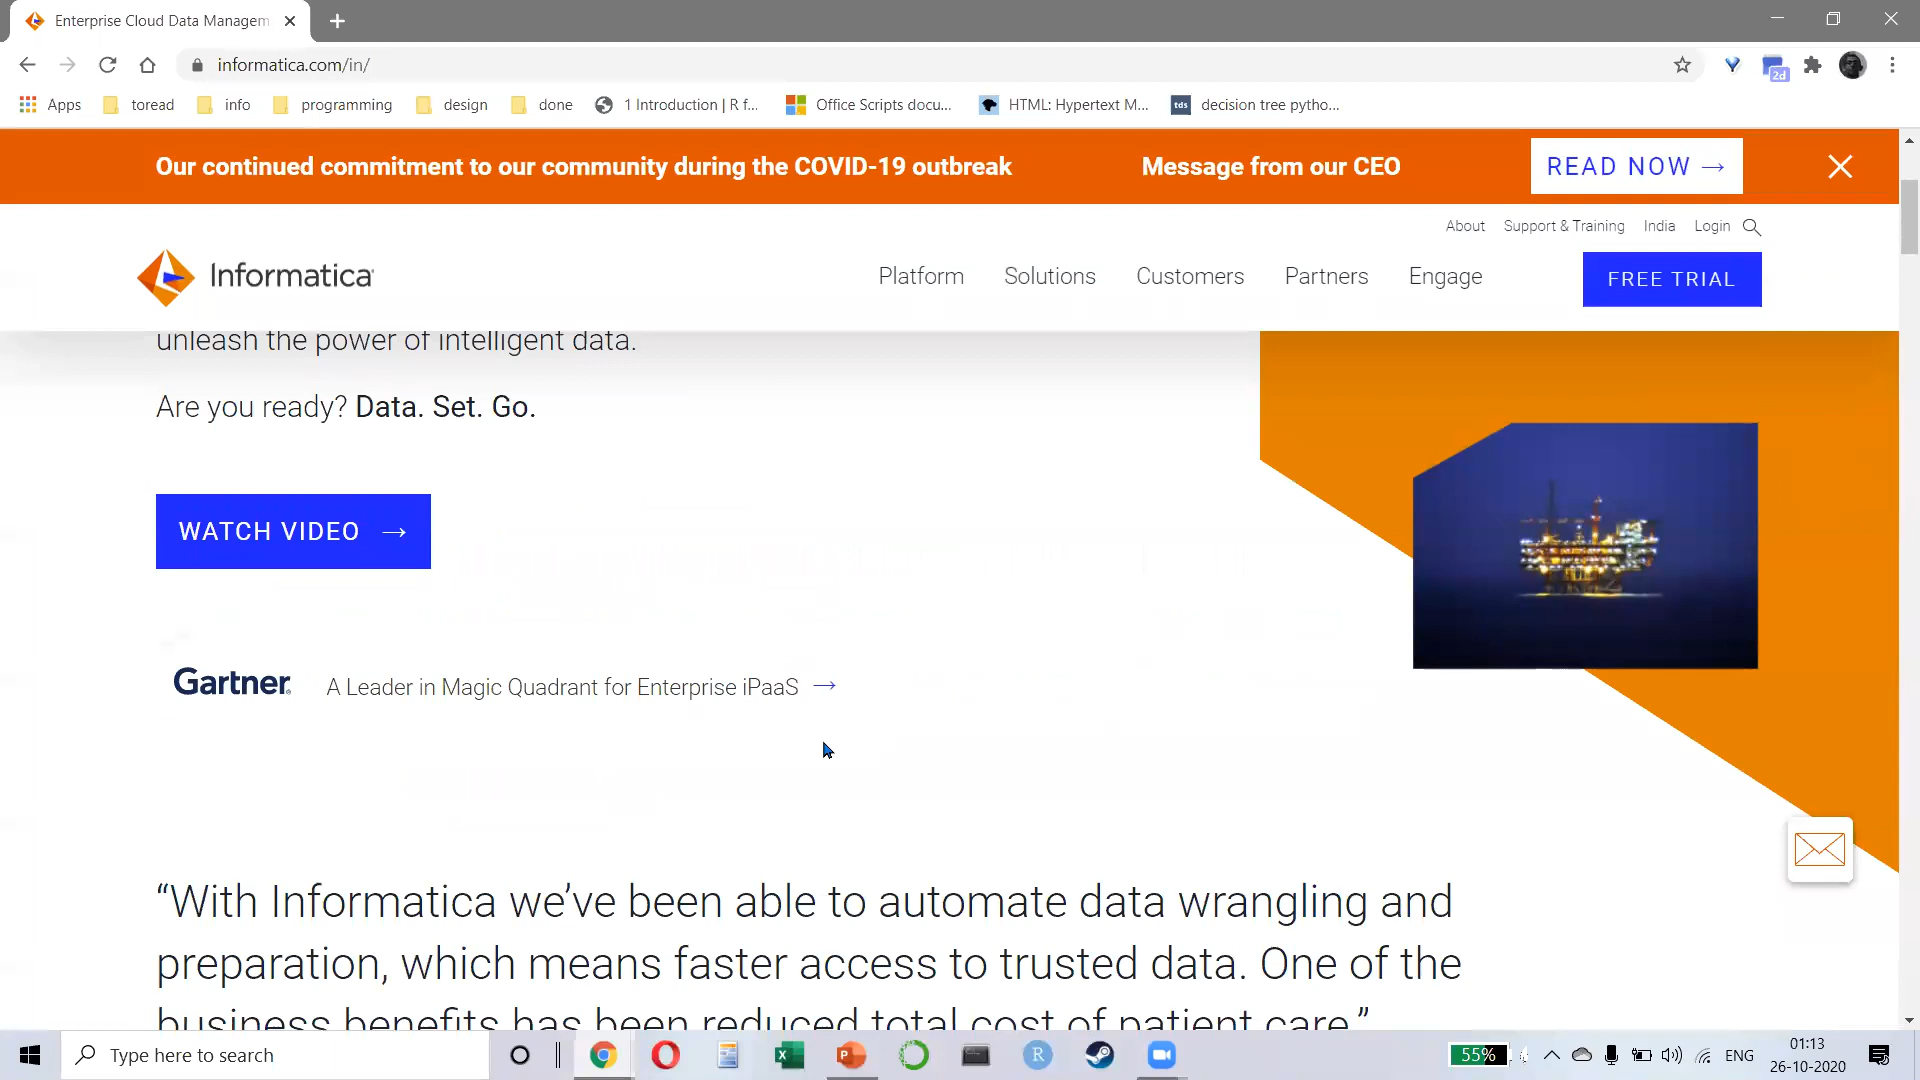 Enterprise Cloud Data Managem
informatica.com/in/
2d
Apps toread info programming design done 1 Introduction | R f... Office Scripts docu... HTML: Hypertext M... tds decision tree pytho...
Our continued commitment to our community during the COVID-19 outbreak Message from our CEO READ NOW →
About Support & Training India Login
Informatica Platform Solutions Customers Partners Engage FREE TRIAL
unleash the power of intelligent data.
Are you ready? Data. Set. Go.
WATCH VIDEO →
Gartner. A Leader in Magic Quadrant for Enterprise iPaaS →
“With Informatica we’ve been able to automate data wrangling and
preparation, which means faster access to trusted data. One of the
business benefits has been reduced total cost of patient care.”
Type here to search 55% ENG 01:13
26-10-2020